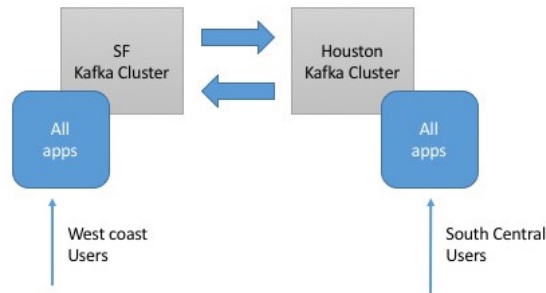 SF
Kafka Cluster
Houston
Kafka Cluster
All
apps
All
apps
West coast
Users
South Central
Users